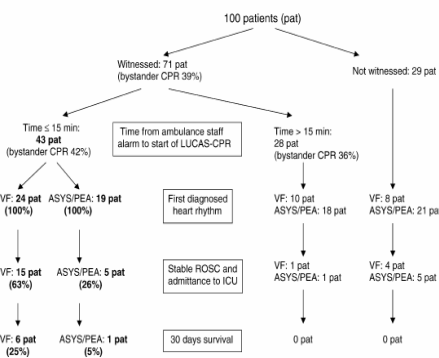 100 patients (pat)
Witnessed: 71 pat
(bystander CPR 39%)
Not witnessed: 29 pat
Time ≤ 15 min:
43 pat
(bystander CPR 42%)
Time from ambulance staff
alarm to start of LUCAS-CPR
Time > 15 min:
28 pat
(bystander CPR 36%)
VF: 24 pat
(100%)
ASYS/PEA: 19 pat
(100%)
First diagnosed
heart rhythm
VF: 10 pat
ASYS/PEA: 18 pat
VF: 8 pat
ASYS/PEA: 21 pat
VF: 15 pat
(63%)
ASYS/PEA: 5 pat
(26%)
Stable ROSC and
admittance to ICU
VF: 1 pat
ASYS/PEA: 1 pat
VF: 4 pat
ASYS/PEA: 5 pat
VF: 6 pat
(25%)
ASYS/PEA: 1 pat
(5%)
30 days survival
0 pat
0 pat